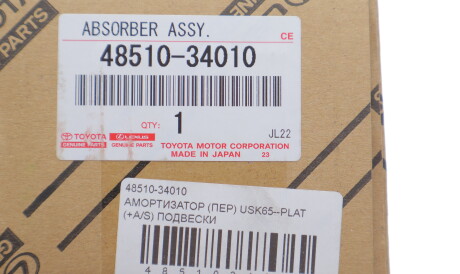 ABSORBER ASSY.
CE
48510-34010
QTY: 1
JL22
TOYOTA LEXUS TOYOTA MOTOR CORPORATION
GENUINE PARTS GENUINE PARTS MADE IN JAPAN 23
48510-34010
АМОРТИЗАТОР (ПЕР) USK65--PLAT
(+A/S) ПОДВЕСКИ